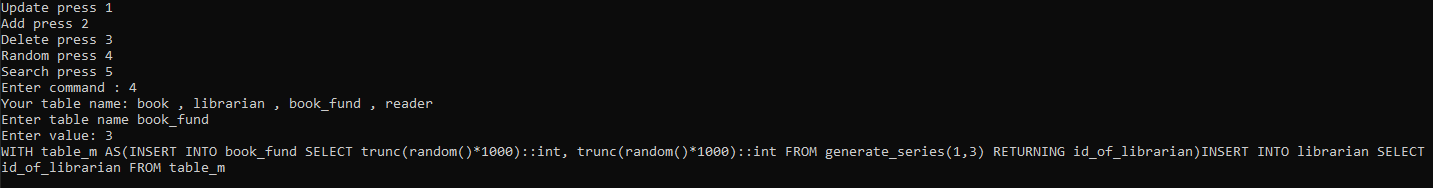 Update press 1
Add press 2
Delete press 3
Random press 4
Search press 5
Enter command : 4
Your table name: book , librarian , book_fund , reader
Enter table name book_fund
Enter value: 3
WITH table_m AS(INSERT INTO book_fund SELECT trunc(random()*1000)::int, trunc(random()*1000)::int FROM generate_series(1,3) RETURNING id_of_librarian)INSERT INTO librarian SELECT
id_of_librarian FROM table_m